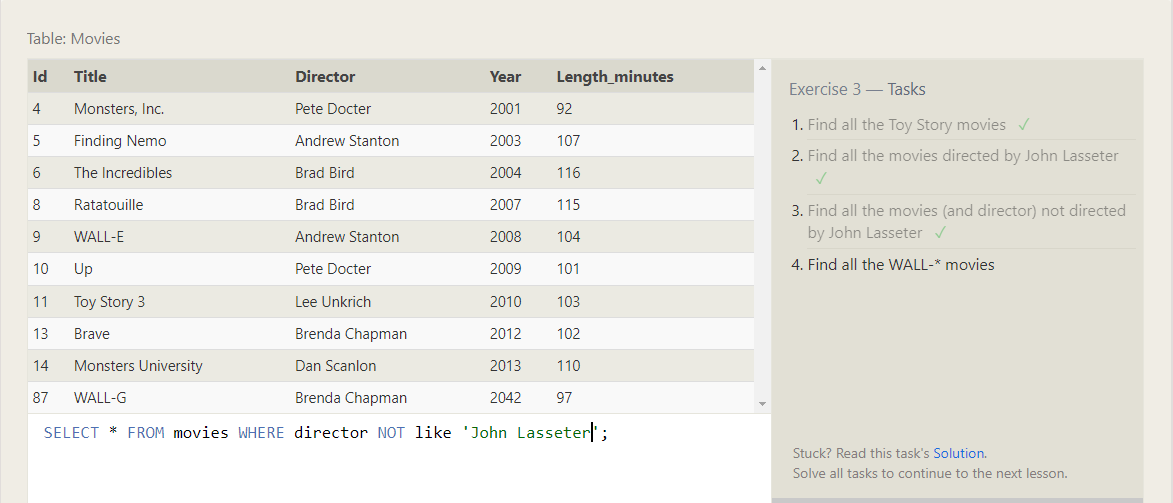 Table: Movies
Id Title Director Year Length_minutes
4 Monsters, Inc. Pete Docter 2001 92
5 Finding Nemo Andrew Stanton 2003 107
6 The Incredibles Brad Bird 2004 116
8 Ratatouille Brad Bird 2007 115
9 WALL-E Andrew Stanton 2008 104
10 Up Pete Docter 2009 101
11 Toy Story 3 Lee Unkrich 2010 103
13 Brave Brenda Chapman 2012 102
14 Monsters University Dan Scanlon 2013 110
87 WALL-G Brenda Chapman 2042 97
SELECT * FROM movies WHERE director NOT like 'John Lasseter';
Exercise 3 — Tasks
1. Find all the Toy Story movies ✓
2. Find all the movies directed by John Lasseter
✓
3. Find all the movies (and director) not directed
by John Lasseter ✓
4. Find all the WALL-* movies
Stuck? Read this task's Solution.
Solve all tasks to continue to the next lesson.